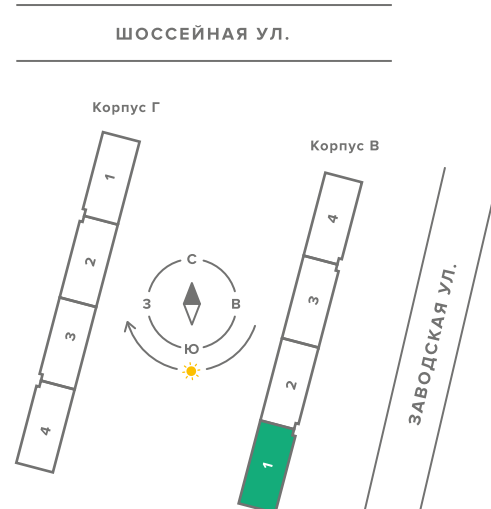 ШОССЕЙНАЯ УЛ.
Корпус Г
Корпус В
1
2
3
4
4
3
2
1
С
З
В
Ю
ЗАВОДСКАЯ УЛ.